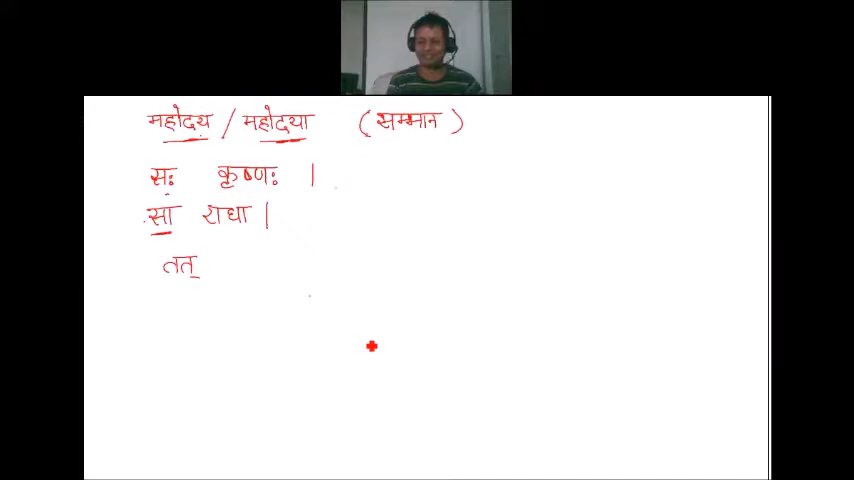 महोदय / महोदया (सम्मान)
सः कृष्णः |
सा राधा |
तत्